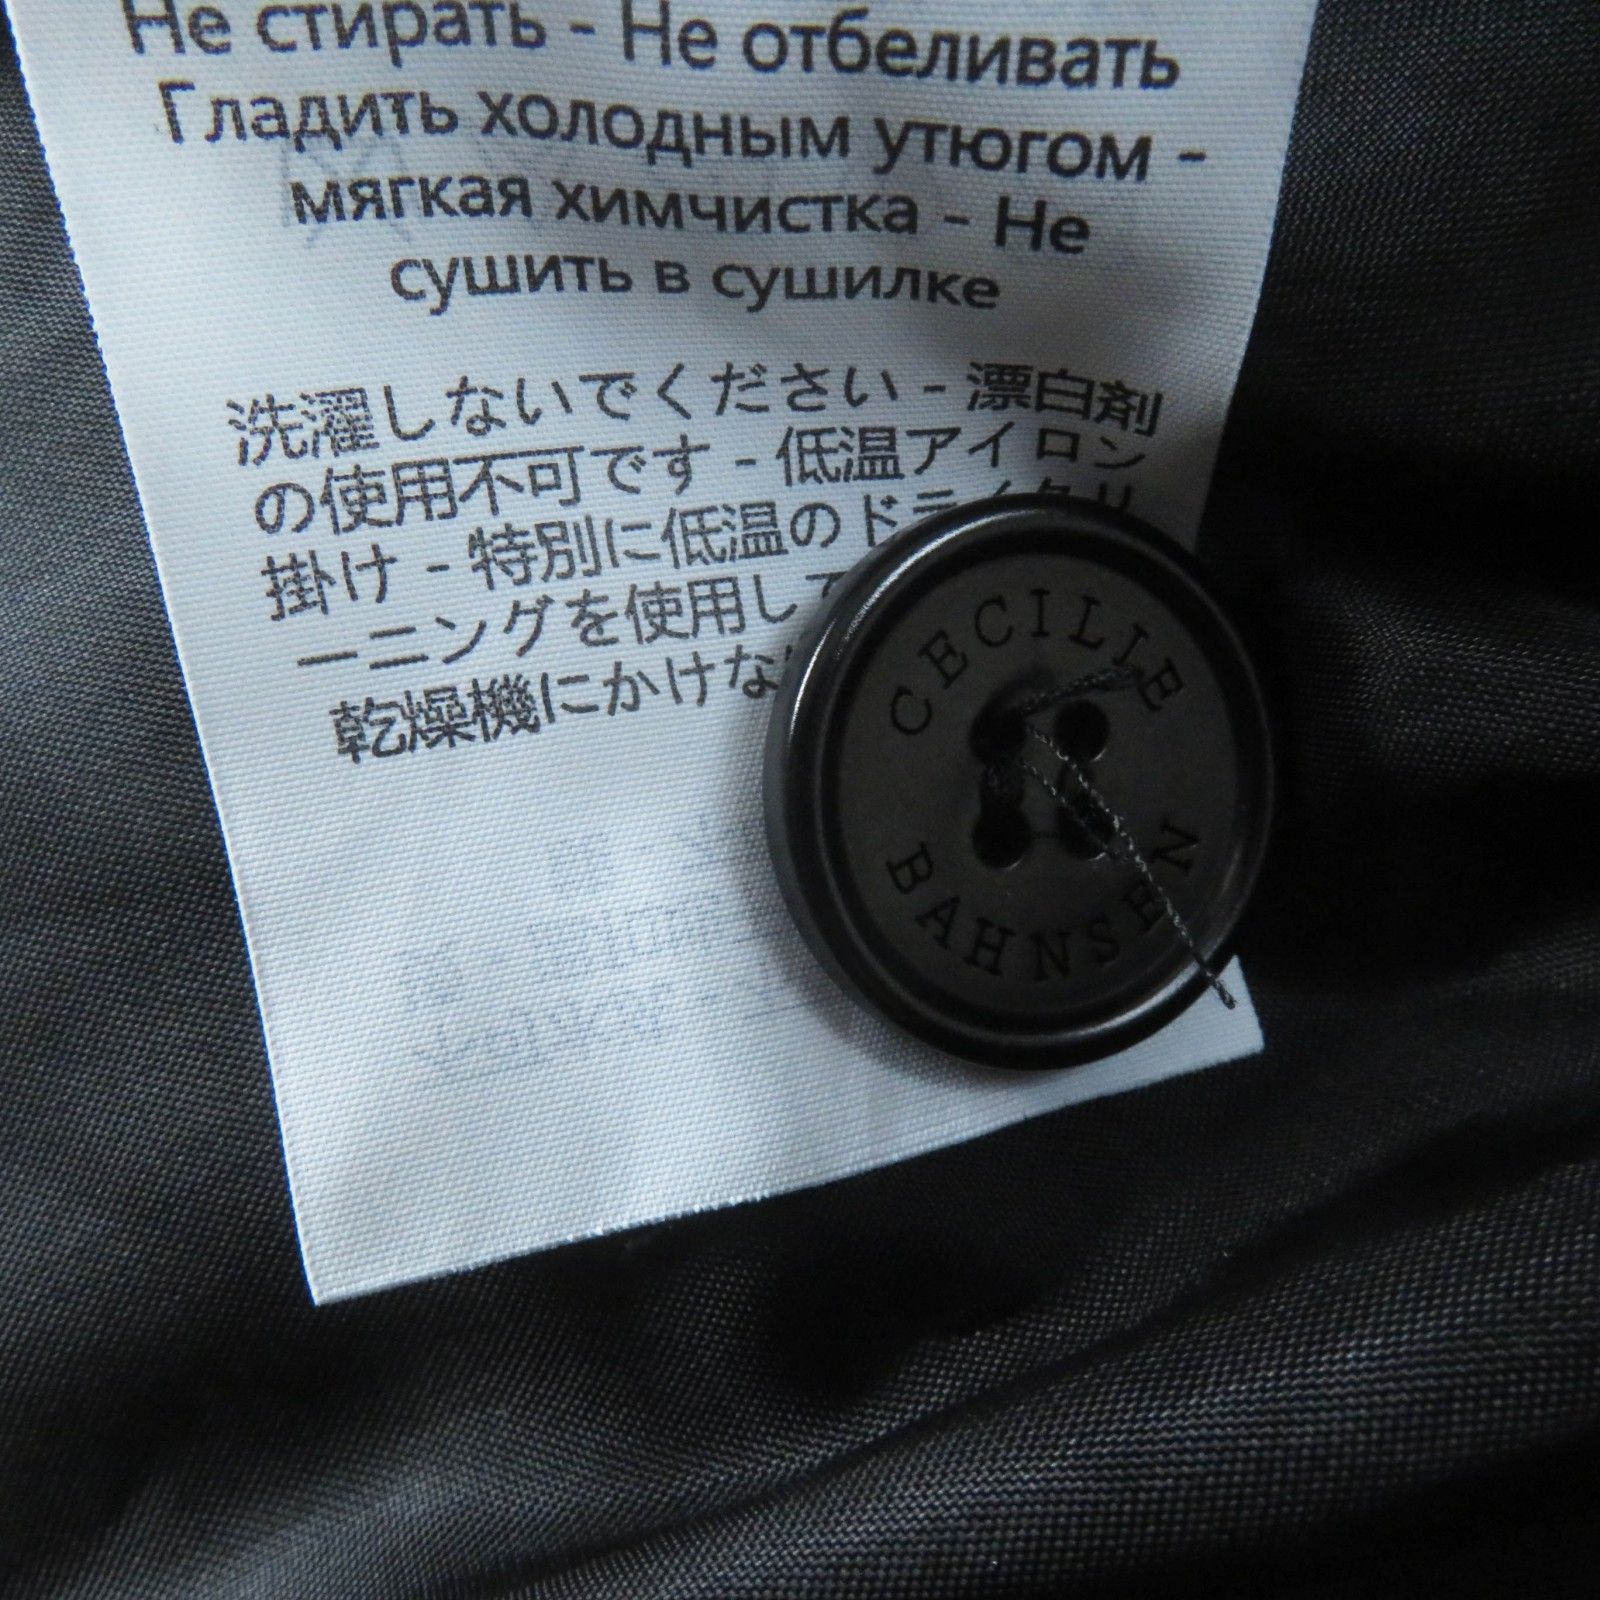 Не стирать - Не отбеливать
Гладить холодным утюгом -
мягкая химчистка - Не
сушить в сушилке
洗濯しないでください - 漂白剤
の使用不可です - 低温アイロン
掛け - 特別に低温のドライクリ
ーニングを使用して
乾燥機にかけな
CECILIE
BAHNSEN